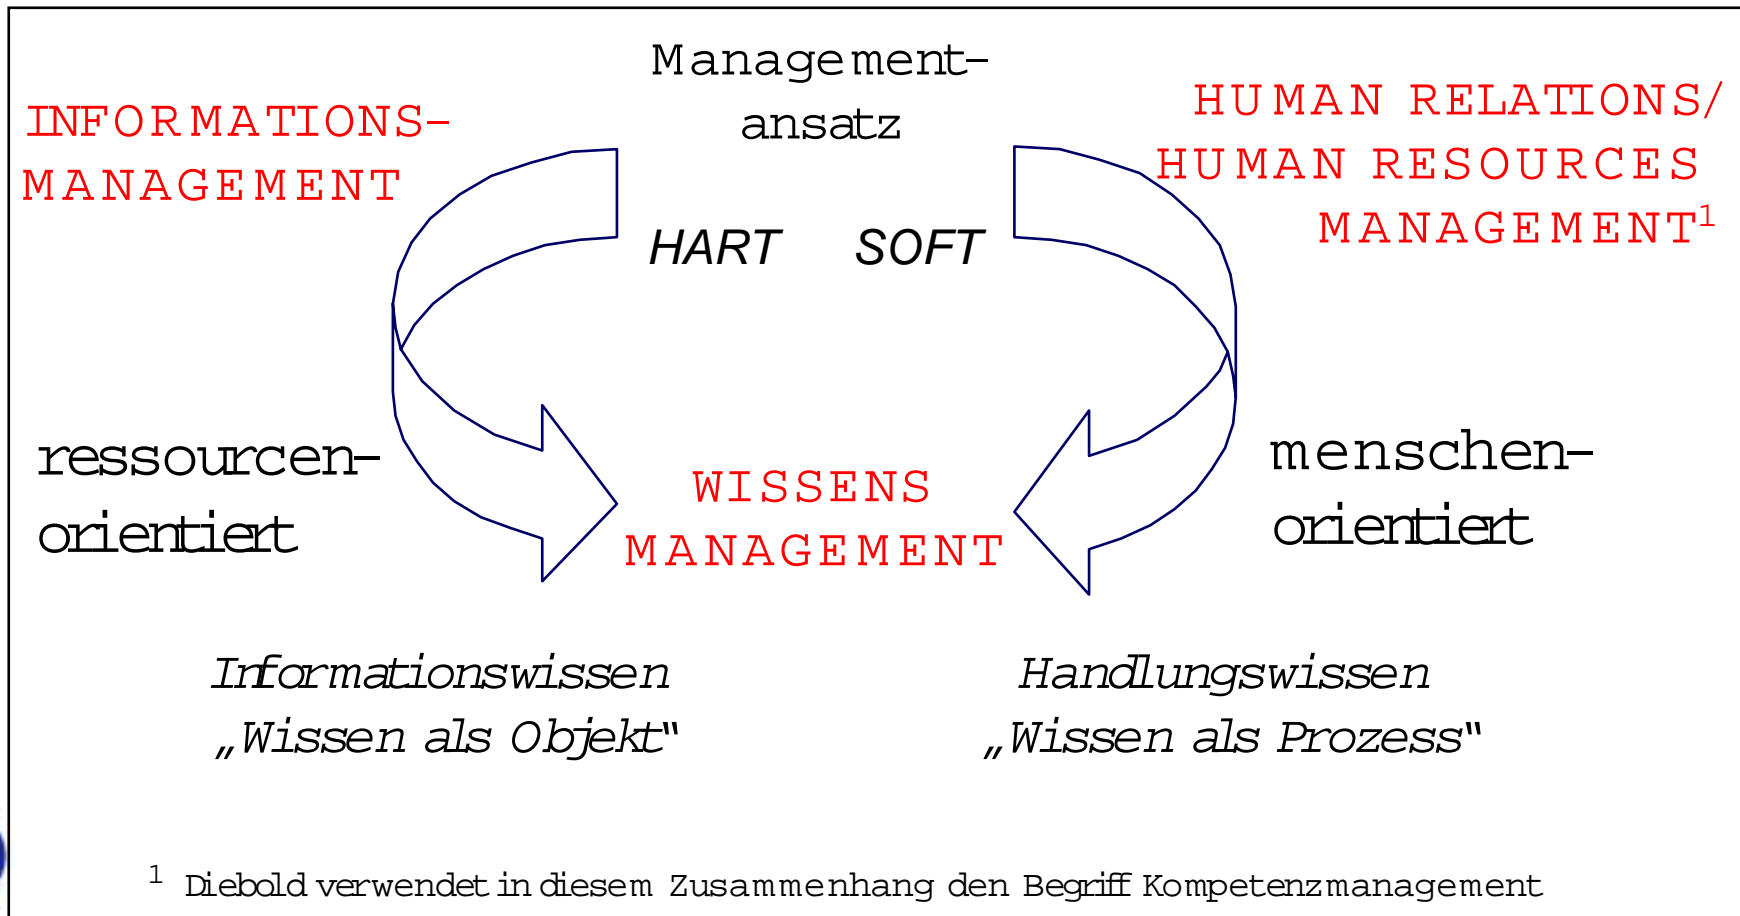 Management-
ansatz
INFORMATIONS-
MANAGEMENT
HUMAN RELATIONS/
HUMAN RESOURCES
MANAGEMENT¹
HART SOFT
ressourcen-
orientiert
WISSENS
MANAGEMENT
menschen-
orientiert
Informationswissen
„Wissen als Objekt“
Handlungswissen
„Wissen als Prozess“
¹ Diebold verwendet in diesem Zusammenhang den Begriff Kompetenzmanagement